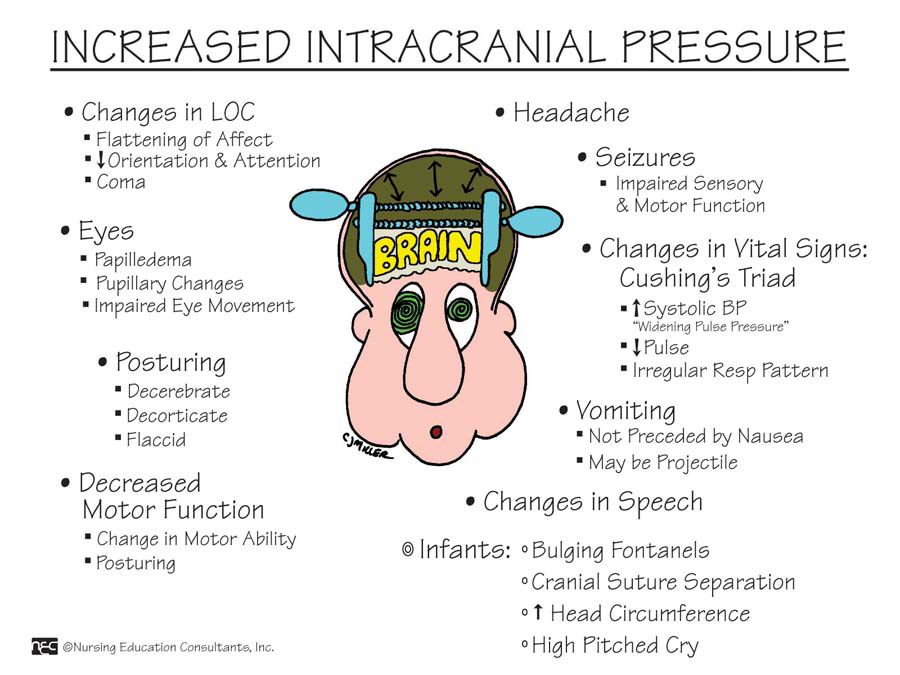 INCREASED INTRACRANIAL PRESSURE
• Changes in LOC
▪ Flattening of Affect
▪ ↓Orientation & Attention
▪ Coma
• Eyes
▪ Papilledema
▪ Pupillary Changes
▪ Impaired Eye Movement
• Posturing
▪ Decerebrate
▪ Decorticate
▪ Flaccid
• Decreased
Motor Function
▪ Change in Motor Ability
▪ Posturing
BRAIN
CJMILLER
• Headache
• Seizures
▪ Impaired Sensory
& Motor Function
• Changes in Vital Signs:
Cushing's Triad
▪ ↑Systolic BP
"Widening Pulse Pressure"
▪ ↓Pulse
▪ Irregular Resp Pattern
• Vomiting
▪ Not Preceded by Nausea
▪ May be Projectile
• Changes in Speech
◎ Infants: ° Bulging Fontanels
° Cranial Suture Separation
° ↑ Head Circumference
° High Pitched Cry
NEC ©Nursing Education Consultants, Inc.